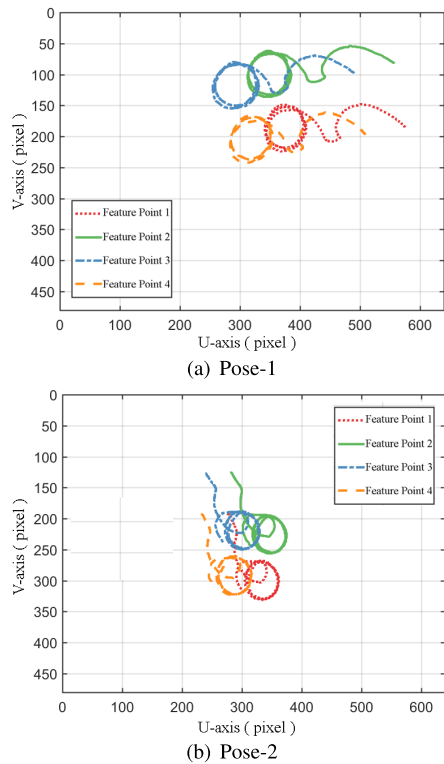 0
50
100
150
200
250
300
350
400
450
V-axis ( pixel )
Feature Point 1
Feature Point 2
Feature Point 3
Feature Point 4
0 100 200 300 400 500 600
U-axis ( pixel )
(a) Pose-1
0
50
100
150
200
250
300
350
400
450
V-axis ( pixel )
Feature Point 1
Feature Point 2
Feature Point 3
Feature Point 4
0 100 200 300 400 500 600
U-axis ( pixel )
(b) Pose-2